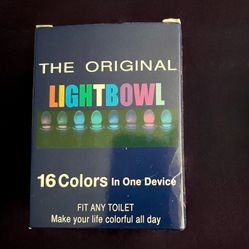 THE ORIGINAL
LIGHTBOWL
16 Colors In One Device
FIT ANY TOILET
Make your life colorful all day